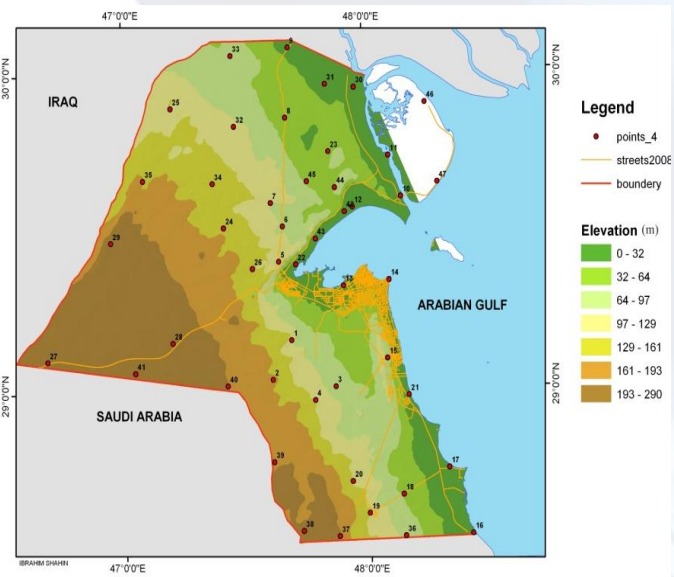 47°0'0"E 48°0'0"E
30°0'0"N 30°0'0"N
IRAQ
ARABIAN GULF
SAUDI ARABIA
29°0'0"N 29°0'0"N
9
33
31
30
46
25
8
32
11
23
35
34
45
44
47
10
7
12
24
6
43
29
5
22
26
13
14
1
28
15
27
41
2
3
40
4
21
39
17
20
18
19
38
37
36
16
IBRAHIM SHAHIN
47°0'0"E 48°0'0"E
Legend
points_4
streets2008
boundery
Elevation (m)
0 - 32
32 - 64
64 - 97
97 - 129
129 - 161
161 - 193
193 - 290